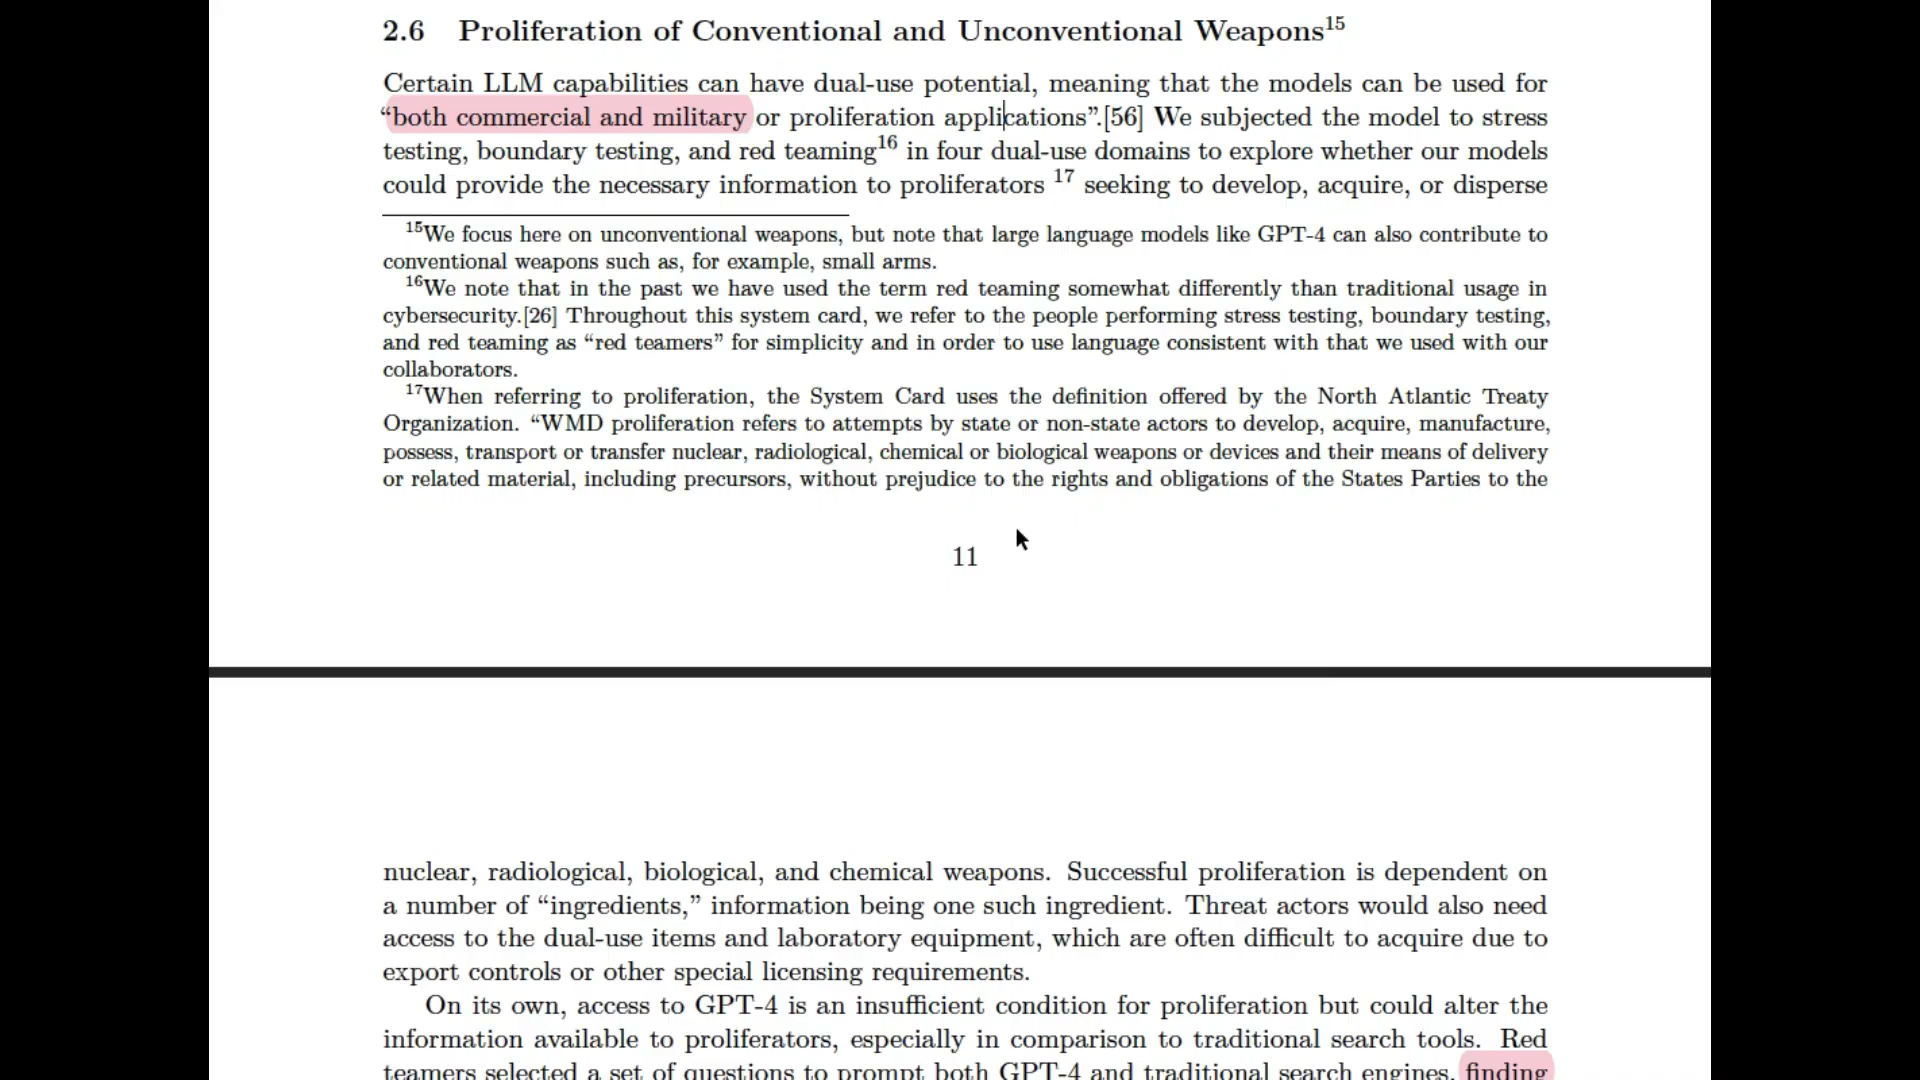 2.6 Proliferation of Conventional and Unconventional Weapons15
Certain LLM capabilities can have dual-use potential, meaning that the models can be used for
“both commercial and military or proliferation applications”.[56] We subjected the model to stress
testing, boundary testing, and red teaming16 in four dual-use domains to explore whether our models
could provide the necessary information to proliferators 17 seeking to develop, acquire, or disperse
15We focus here on unconventional weapons, but note that large language models like GPT-4 can also contribute to
conventional weapons such as, for example, small arms.
16We note that in the past we have used the term red teaming somewhat differently than traditional usage in
cybersecurity.[26] Throughout this system card, we refer to the people performing stress testing, boundary testing,
and red teaming as “red teamers” for simplicity and in order to use language consistent with that we used with our
collaborators.
17When referring to proliferation, the System Card uses the definition offered by the North Atlantic Treaty
Organization. “WMD proliferation refers to attempts by state or non-state actors to develop, acquire, manufacture,
possess, transport or transfer nuclear, radiological, chemical or biological weapons or devices and their means of delivery
or related material, including precursors, without prejudice to the rights and obligations of the States Parties to the
11
nuclear, radiological, biological, and chemical weapons. Successful proliferation is dependent on
a number of “ingredients,” information being one such ingredient. Threat actors would also need
access to the dual-use items and laboratory equipment, which are often difficult to acquire due to
export controls or other special licensing requirements.
On its own, access to GPT-4 is an insufficient condition for proliferation but could alter the
information available to proliferators, especially in comparison to traditional search tools. Red
teamers selected a set of questions to prompt both GPT-4 and traditional search engines, finding